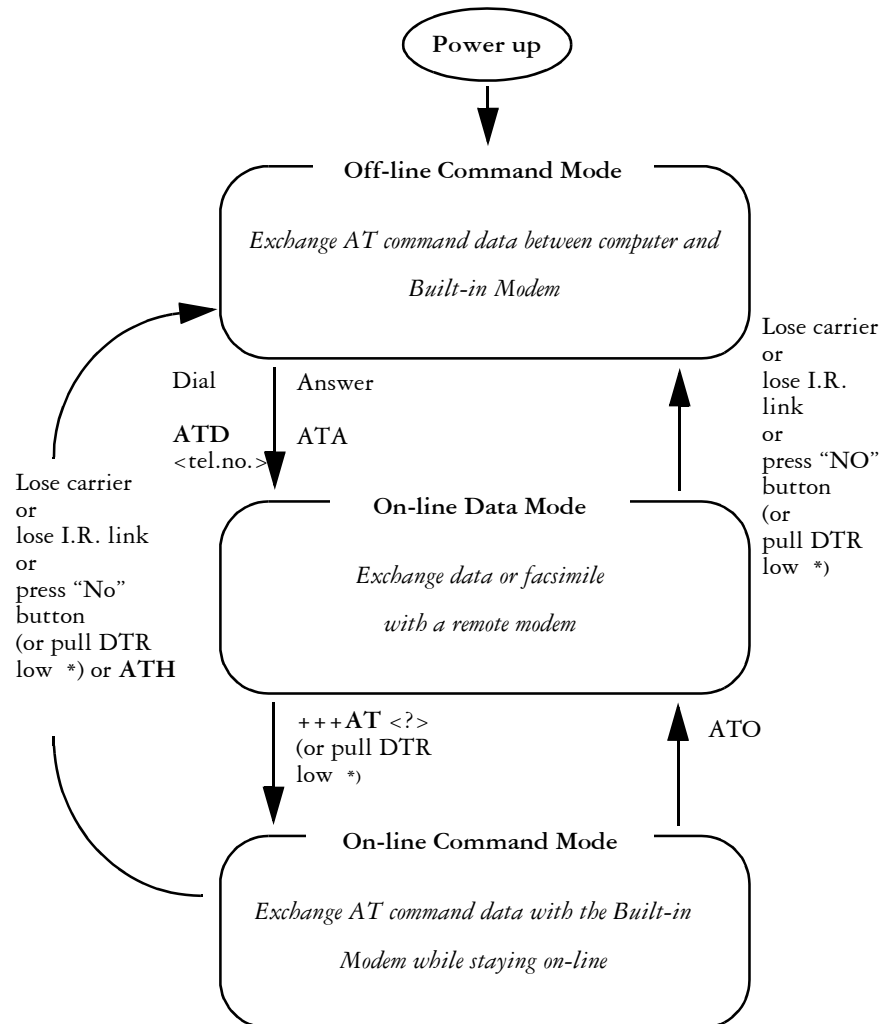 Power up
Off-line Command Mode
Exchange AT command data between computer and
Built-in Modem
Lose carrier
or
lose I.R.
link
or
press “NO”
button
(or
pull DTR
low *)
Dial
ATD
<tel.no.>
Answer
ATA
Lose carrier
or
lose I.R. link
or
press “No”
button
(or pull DTR
low *) or ATH
On-line Data Mode
Exchange data or facsimile
with a remote modem
+++AT <?>
(or pull DTR
low *)
ATO
On-line Command Mode
Exchange AT command data with the Built-in
Modem while staying on-line